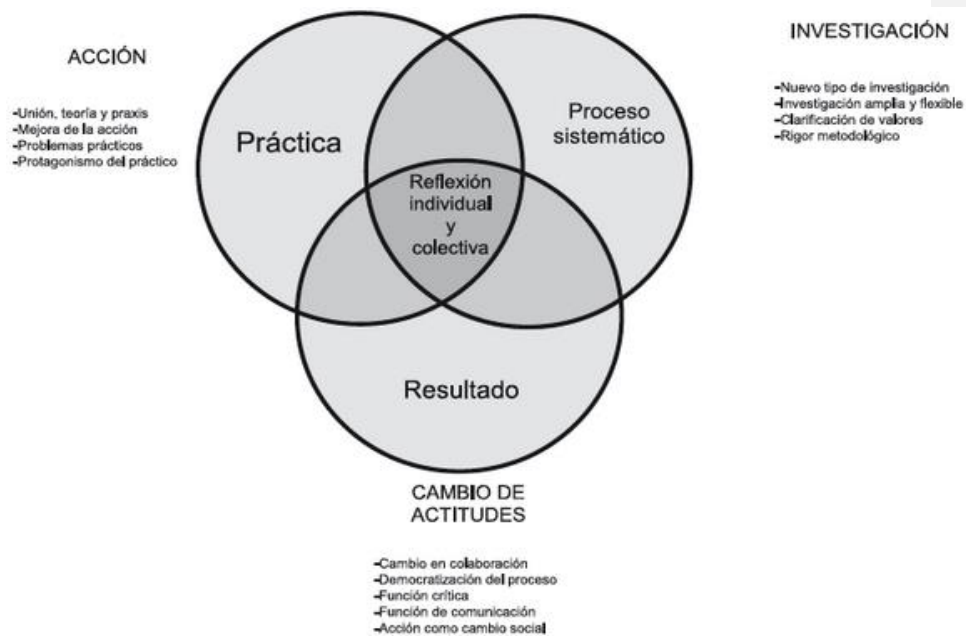 ACCIÓN
-Unión, teoría y praxis
-Mejora de la acción
-Problemas prácticos
-Protagonismo del práctico
Práctica
Proceso
sistemático
INVESTIGACIÓN
-Nuevo tipo de investigación
-Investigación amplia y flexible
-Clarificación de valores
-Rigor metodológico
Reflexión
individual
y
colectiva
Resultado
CAMBIO DE
ACTITUDES
-Cambio en colaboración
-Democratización del proceso
-Función crítica
-Función de comunicación
-Acción como cambio social